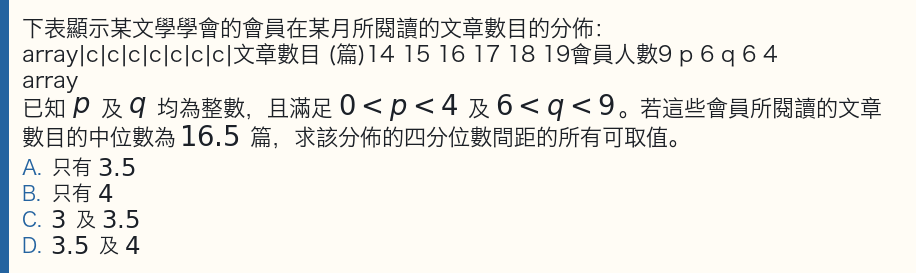 下表顯示某文學學會的會員在某月所閱讀的文章數目的分佈：
array|c|c|c|c|c|c|c|文章數目 (篇)14 15 16 17 18 19會員人數9 p 6 q 6 4
array
已知 p 及 q 均為整數，且滿足 0 < p < 4 及 6 < q < 9。若這些會員所閱讀的文章
數目的中位數為 16.5 篇，求該分佈的四分位數間距的所有可取值。
A. 只有 3.5
B. 只有 4
C. 3 及 3.5
D. 3.5 及 4